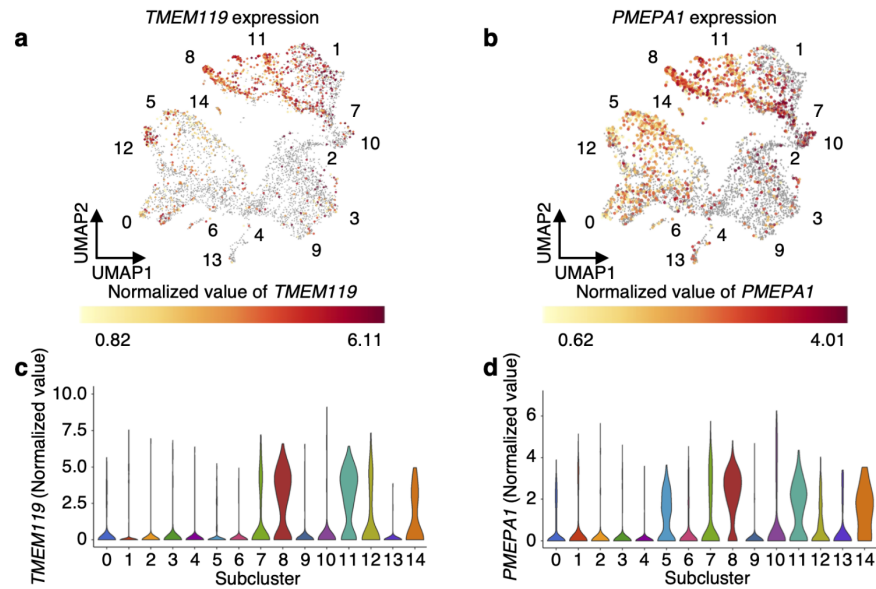 a
TMEM119 expression
8
11
1
5
14
7
12
10
2
0
6
4
3
13
9
UMAP2
UMAP1
Normalized value of TMEM119
0.82 6.11
b
PMEPA1 expression
8
11
1
5
14
7
12
10
2
0
6
4
3
13
9
UMAP2
UMAP1
Normalized value of PMEPA1
0.62 4.01
c
TMEM119 (Normalized value)
10.0
7.5
5.0
2.5
0
0 1 2 3 4 5 6 7 8 9 10 11 12 13 14
Subcluster
d
PMEPA1 (Normalized value)
6
4
2
0
0 1 2 3 4 5 6 7 8 9 10 11 12 13 14
Subcluster